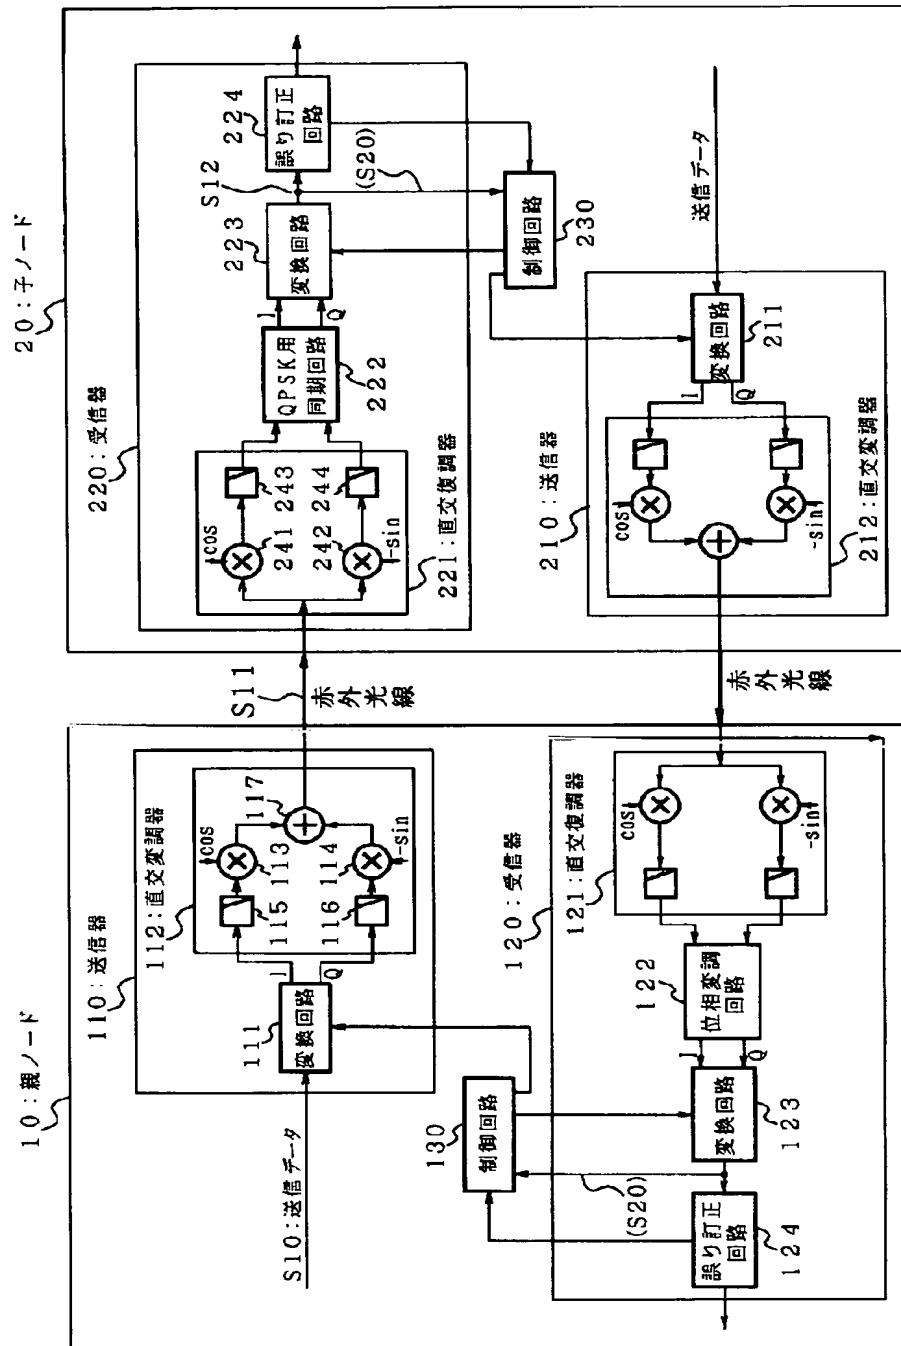 10:親ノード
110:送信器
112:直交変調器
S10:送信データ
111
変換回路
I
Q
115
116
COS
113
114
-sin
117
S11
赤外光線
20:子ノード
220:受信器
221:直交復調器
COS
241
242
-sin
243
244
QPSK用
同期回路
222
I
Q
223
変換回路
S12
224
誤り訂正
回路
(S20)
制御回路
230
送信データ
211
変換回路
I
Q
210:送信器
212:直交変調器
COS
-sin
赤外光線
120:受信器
121:直交復調器
COS
-sin
122
位相変調
回路
I
Q
変換回路
123
130
制御回路
(S20)
誤り訂正
回路
124